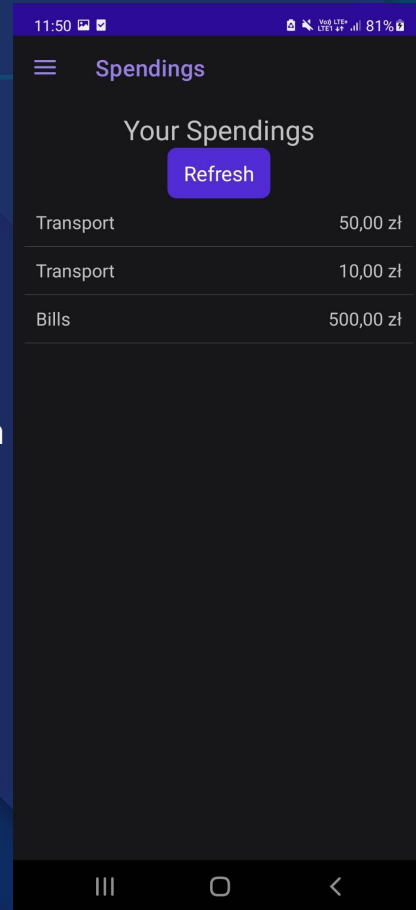 11:50 81%
Spendings
Your Spendings
Refresh
Transport 50,00 zł
Transport 10,00 zł
Bills 500,00 zł